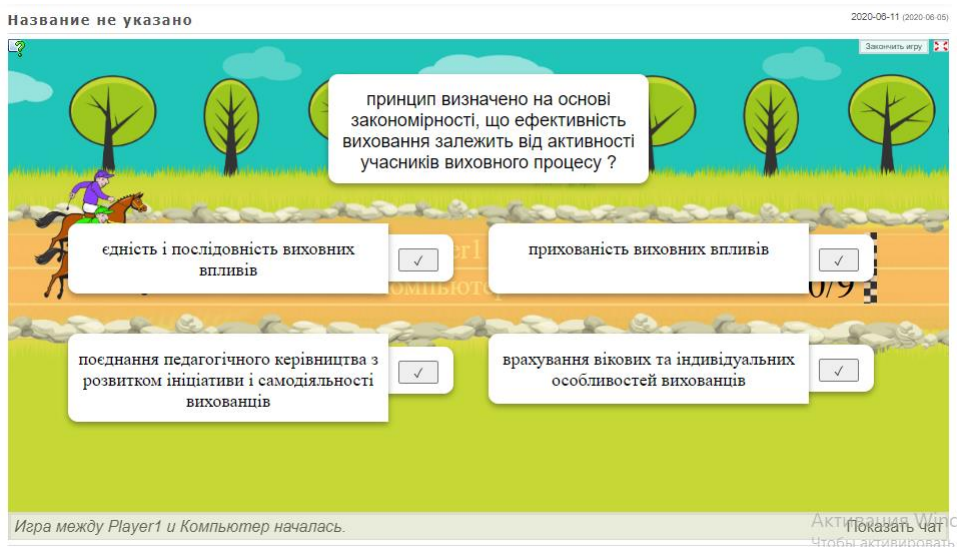 Название не указано
2020-06-11 (2020-06-05)
Закончить игру
принцип визначено на основі
закономірності, що ефективність
виховання залежить від активності
учасників виховного процесу ?
єдність і послідовність виховних
впливів
✓
прихованість виховних впливів
✓
0/9
поєднання педагогічного керівництва з
розвитком ініціативи і самодіяльності
вихованців
✓
врахування вікових та індивідуальних
особливостей вихованців
✓
Игра между Player1 и Компьютер началась.
Показать чат